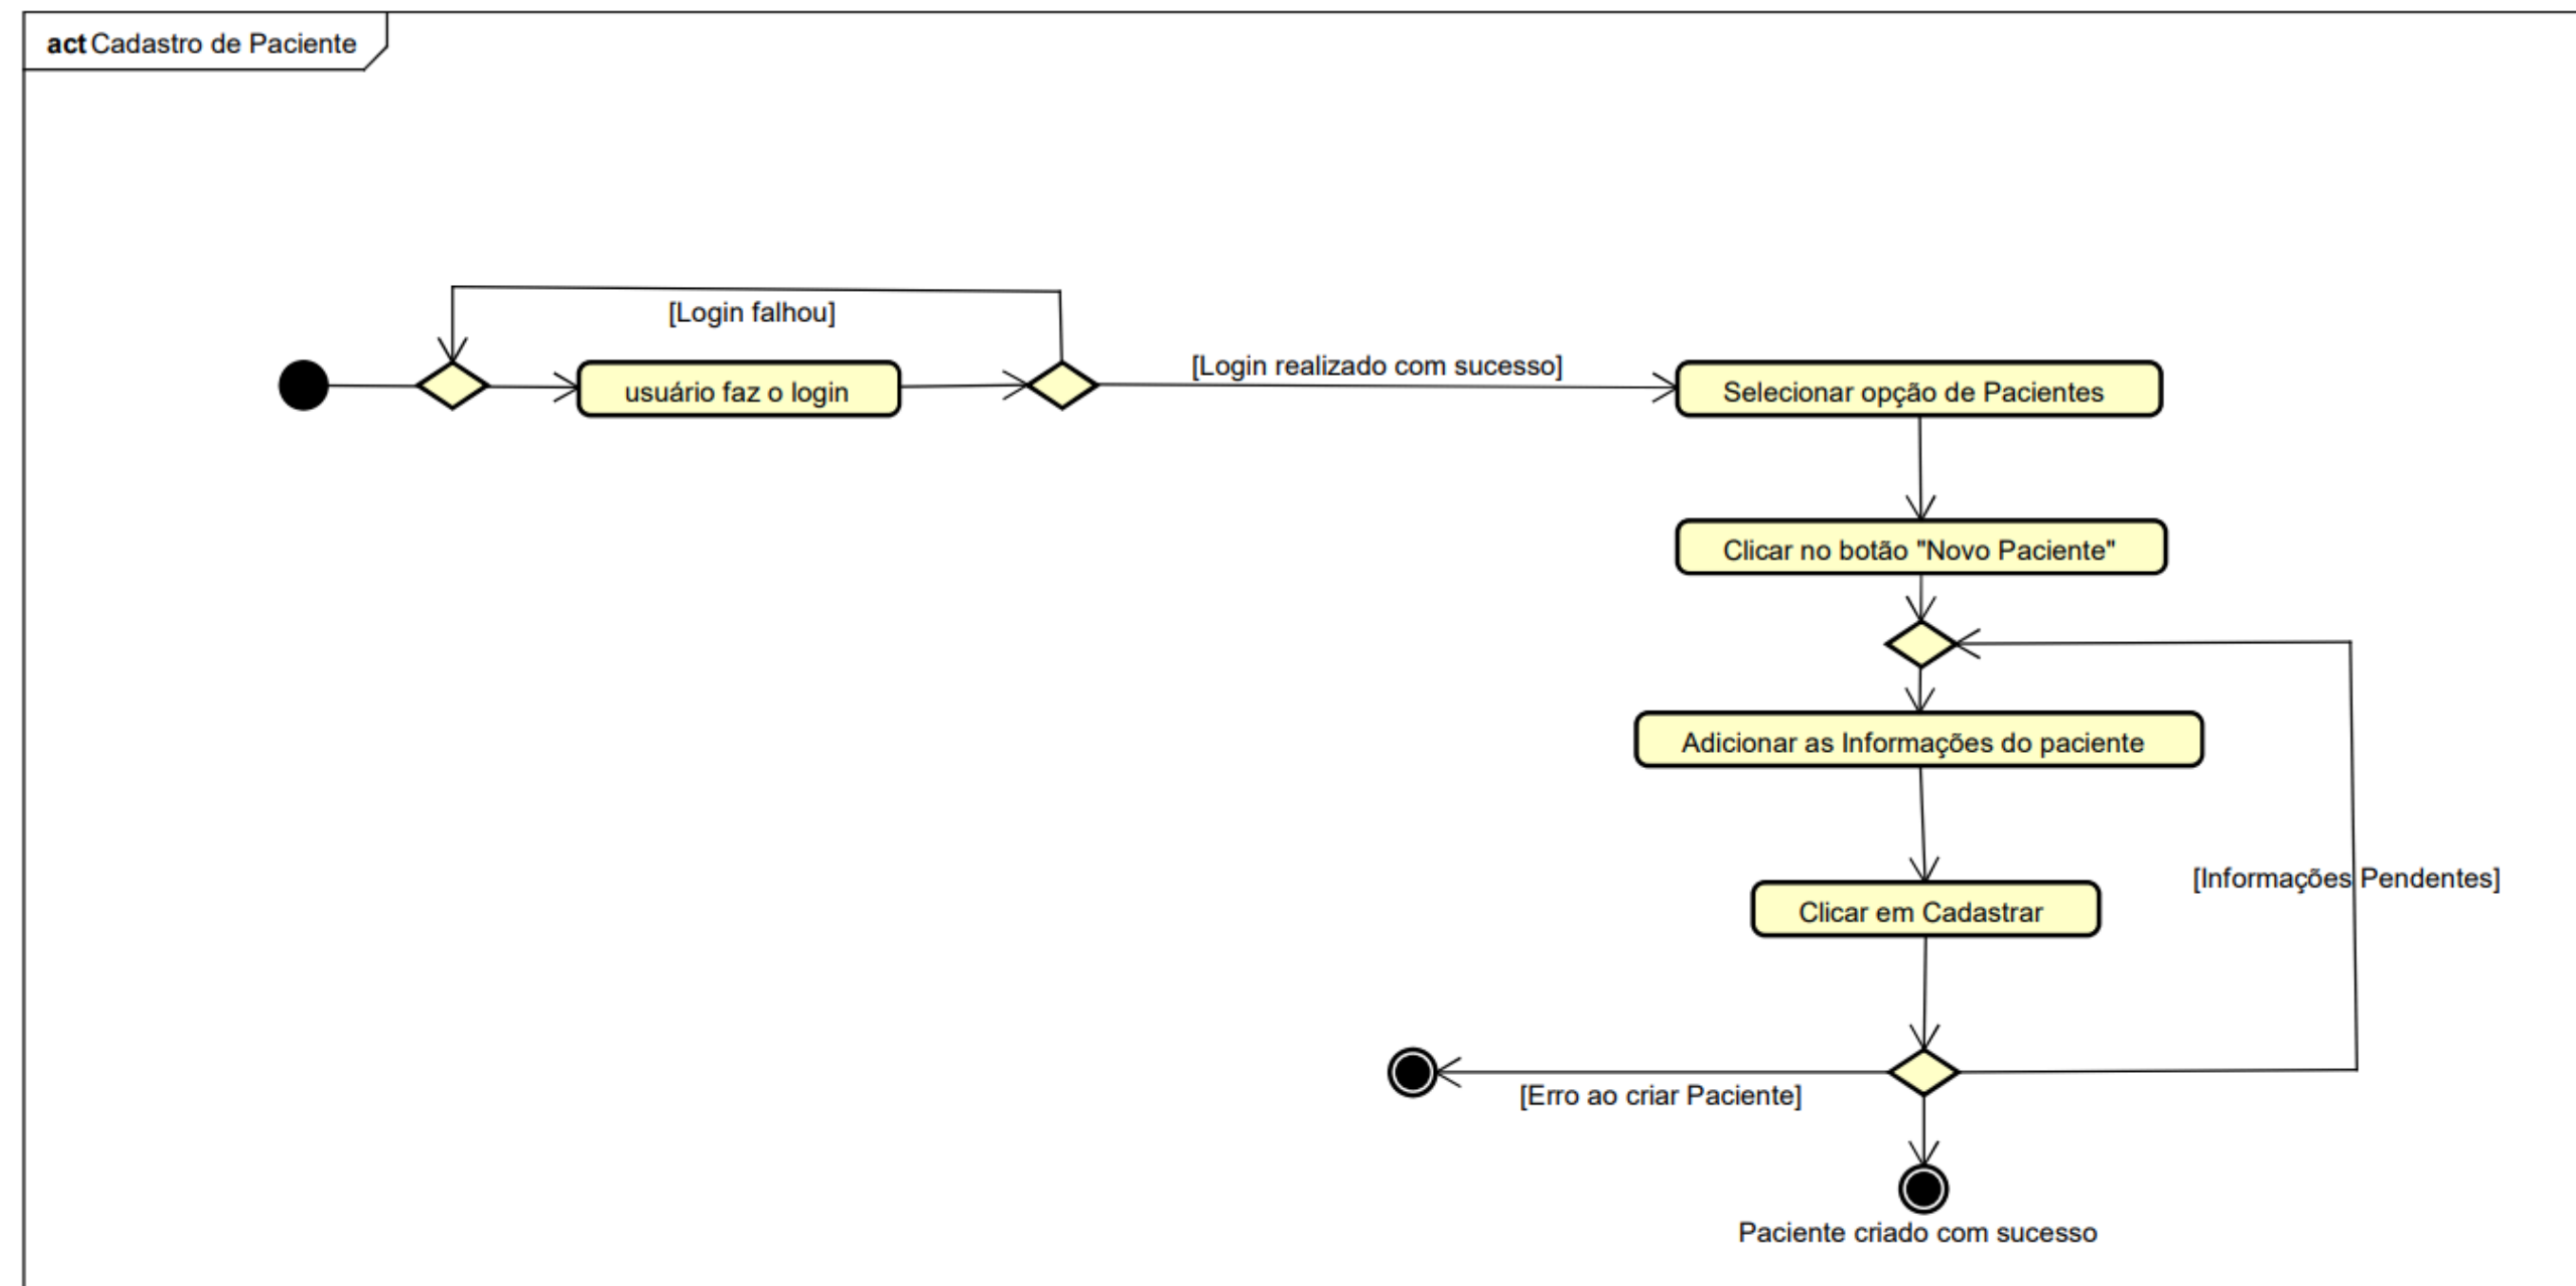 act Cadastro de Paciente
[Login falhou]
usuário faz o login
[Login realizado com sucesso]
Selecionar opção de Pacientes
Clicar no botão "Novo Paciente"
Adicionar as Informações do paciente
[Informações Pendentes]
Clicar em Cadastrar
[Erro ao criar Paciente]
Paciente criado com sucesso